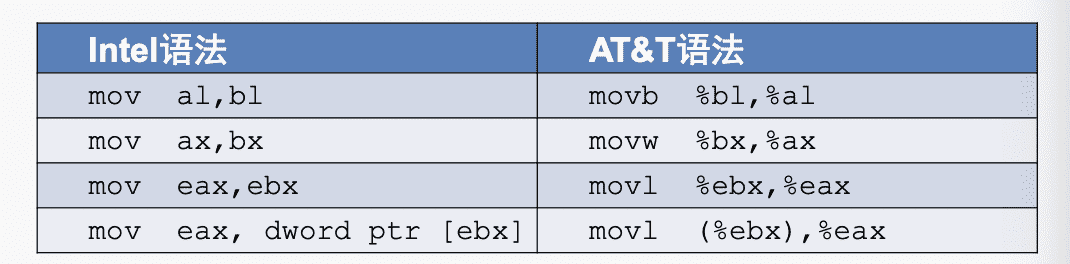 Intel语法 AT&T语法
mov al,bl movb %bl,%al
mov ax,bx movw %bx,%ax
mov eax,ebx movl %ebx,%eax
mov eax, dword ptr [ebx] movl (%ebx),%eax